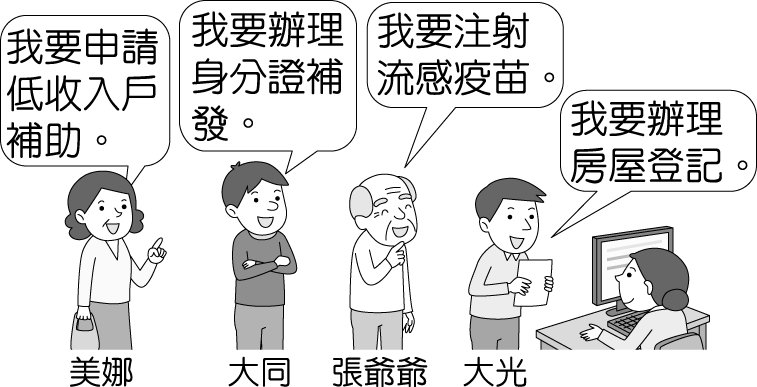 我要申請
低收入戶
補助。
我要辦理
身分證補
發。
我要注射
流感疫苗。
我要辦理
房屋登記。
美娜
大同
張爺爺
大光